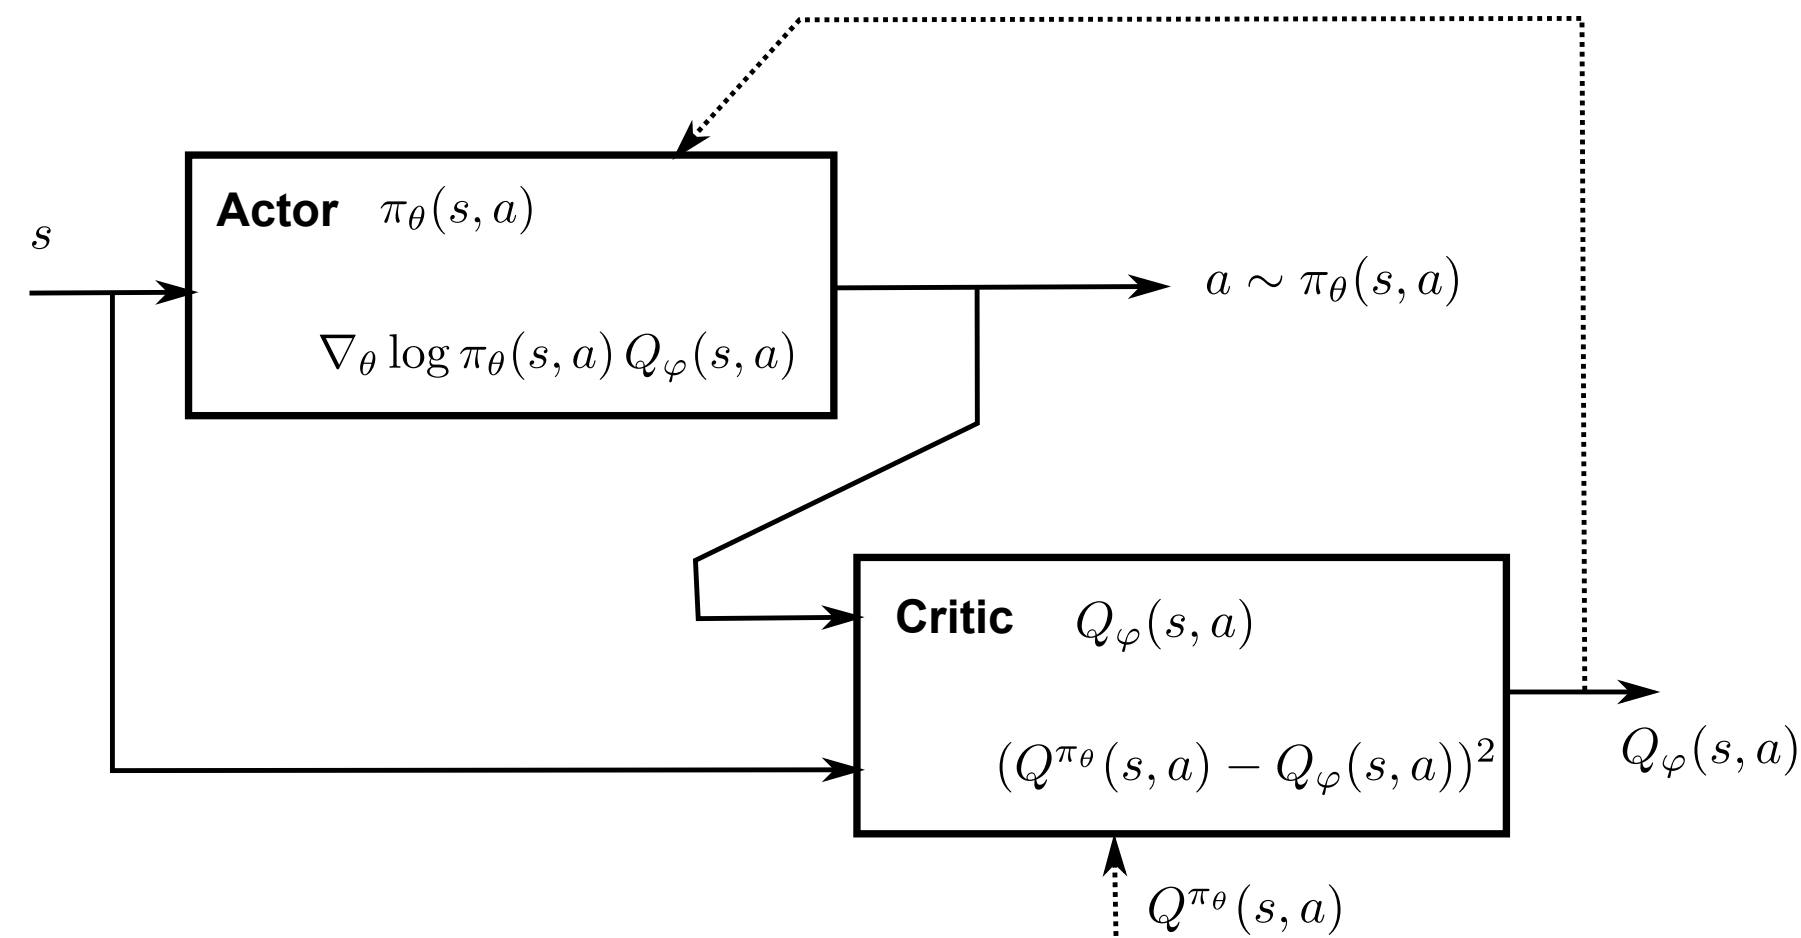 s
Actor π_θ(s, a)
∇_θ log π_θ(s, a) Q_φ(s, a)
a ∼ π_θ(s, a)
Critic Q_φ(s, a)
(Q^{π_θ}(s, a) − Q_φ(s, a))^2
Q_φ(s, a)
Q^{π_θ}(s, a)